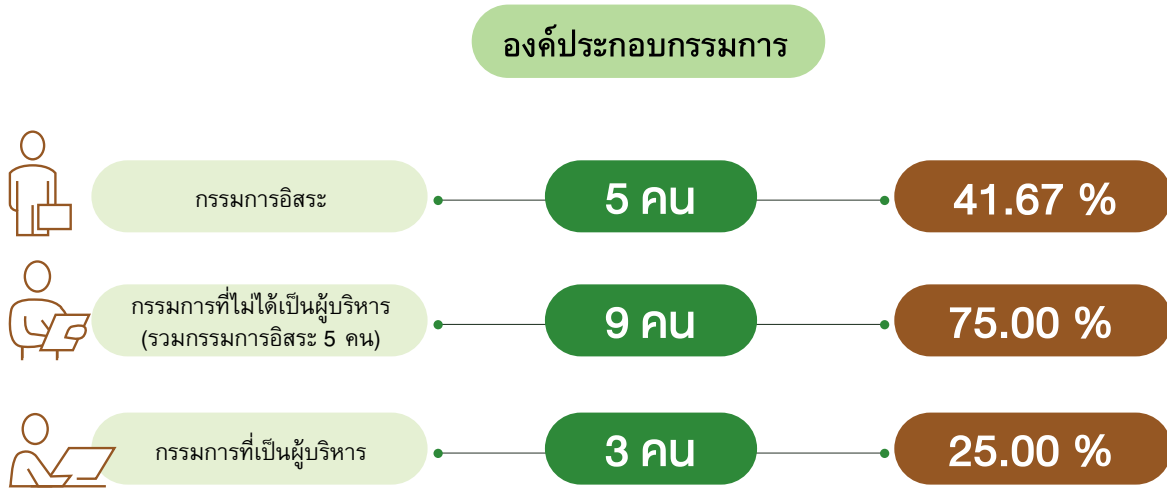 องค์ประกอบกรรมการ
กรรมการอิสระ
5 คน
41.67 %
กรรมการที่ไม่ได้เป็นผู้บริหาร
(รวมกรรมการอิสระ 5 คน)
9 คน
75.00 %
กรรมการที่เป็นผู้บริหาร
3 คน
25.00 %